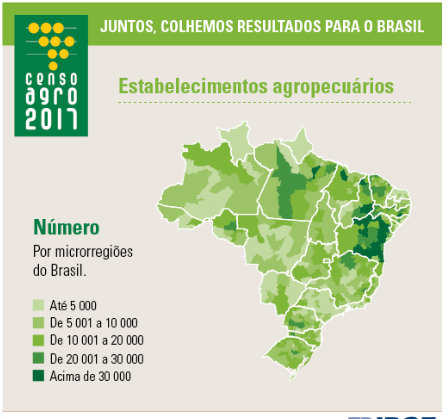 JUNTOS, COLHEMOS RESULTADOS PARA O BRASIL
censo
agro
2017
Estabelecimentos agropecuários
Número
Por microrregiões
do Brasil.
Até 5 000
De 5 001 a 10 000
De 10 001 a 20 000
De 20 001 a 30 000
Acima de 30 000